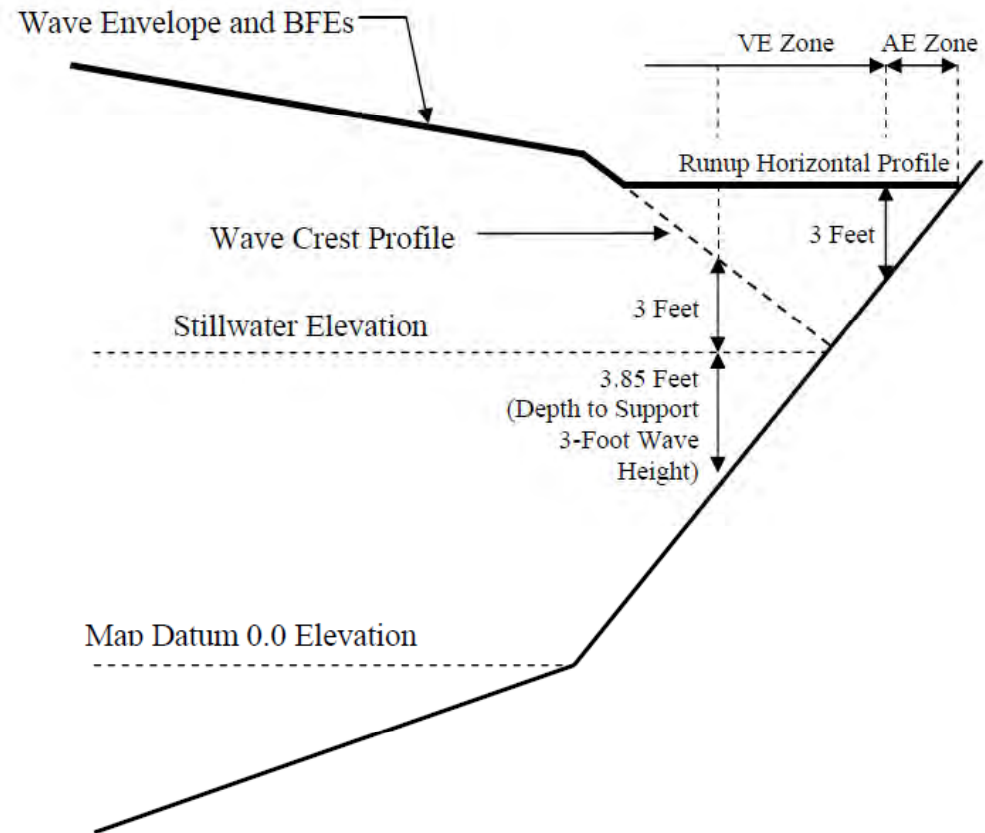 Wave Envelope and BFEs
VE Zone
AE Zone
Runup Horizontal Profile
Wave Crest Profile
3 Feet
3 Feet
Stillwater Elevation
3.85 Feet
(Depth to Support
3-Foot Wave
Height)
Map Datum 0.0 Elevation